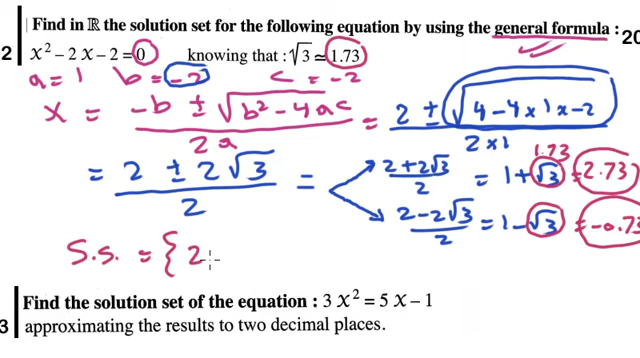 Find in ℝ the solution set for the following equation by using the general formula : 20
2 x² – 2 x – 2 = 0 knowing that : √3 ≃ 1.73
a = 1 b = -2 c = -2
x = -b ± √b² - 4ac / 2a = 2 ± √4 - 4 × 1 × -2 / 2 × 1
= 2 ± 2√3 / 2 =
2 + 2√3 / 2 = 1 + √3 = 2.73
1.73
2 - 2√3 / 2 = 1 - √3 = -0.73
S.s. = { 2
3 Find the solution set of the equation : 3 x² = 5 x – 1
approximating the results to two decimal places.